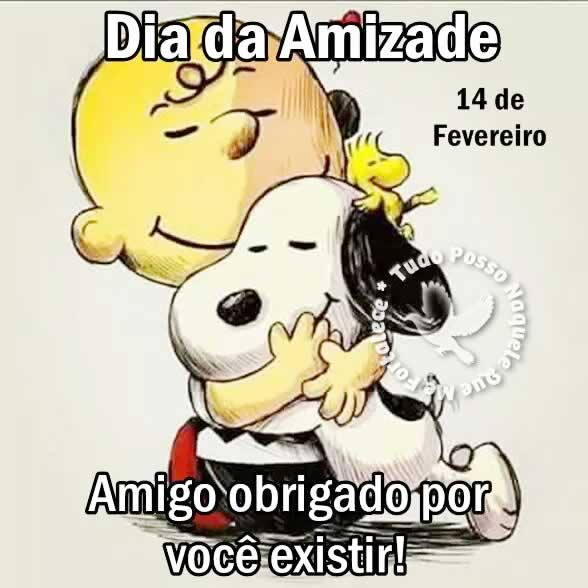 Dia da Amizade
14 de
Fevereiro
* Tudo Posso Naquele Que Me Fortalece
Amigo obrigado por
você existir!